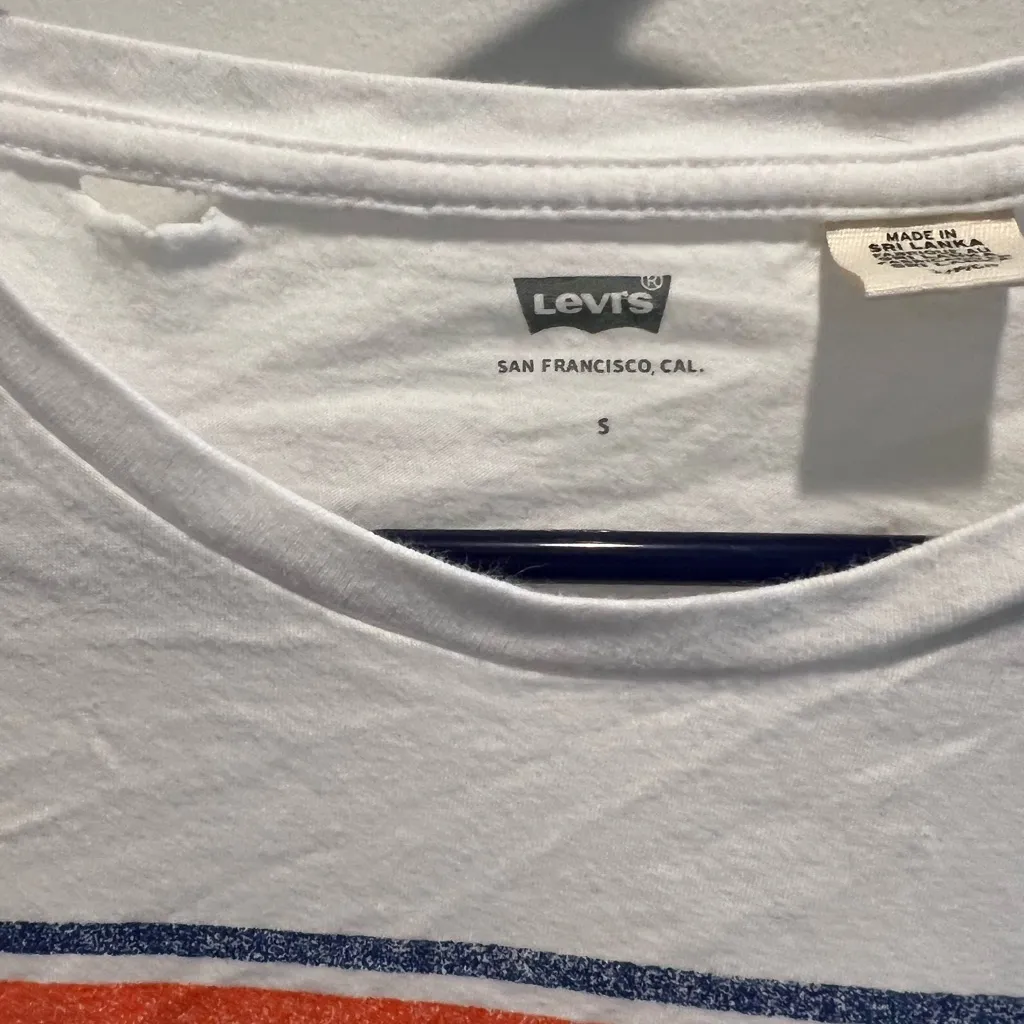 Levi's®
SAN FRANCISCO, CAL.
S
MADE IN
SRI LANKA